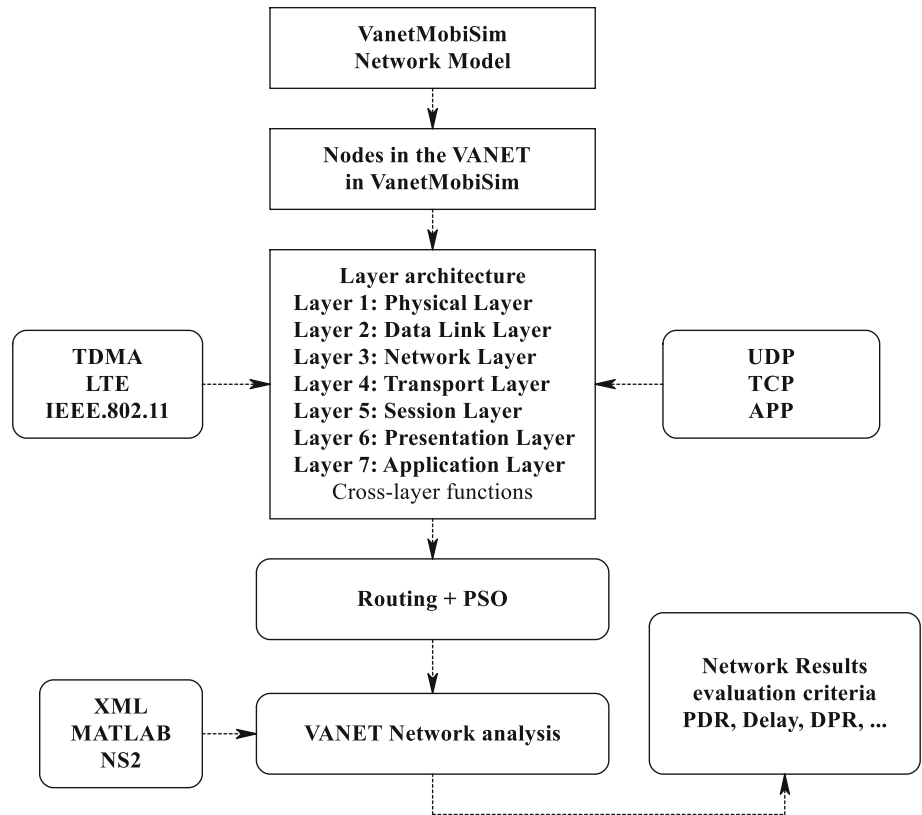 VanetMobiSim
Network Model
Nodes in the VANET
in VanetMobiSim
Layer architecture
Layer 1: Physical Layer
Layer 2: Data Link Layer
Layer 3: Network Layer
Layer 4: Transport Layer
Layer 5: Session Layer
Layer 6: Presentation Layer
Layer 7: Application Layer
Cross-layer functions
TDMA
LTE
IEEE.802.11
UDP
TCP
APP
Routing + PSO
XML
MATLAB
NS2
VANET Network analysis
Network Results
evaluation criteria
PDR, Delay, DPR, ...